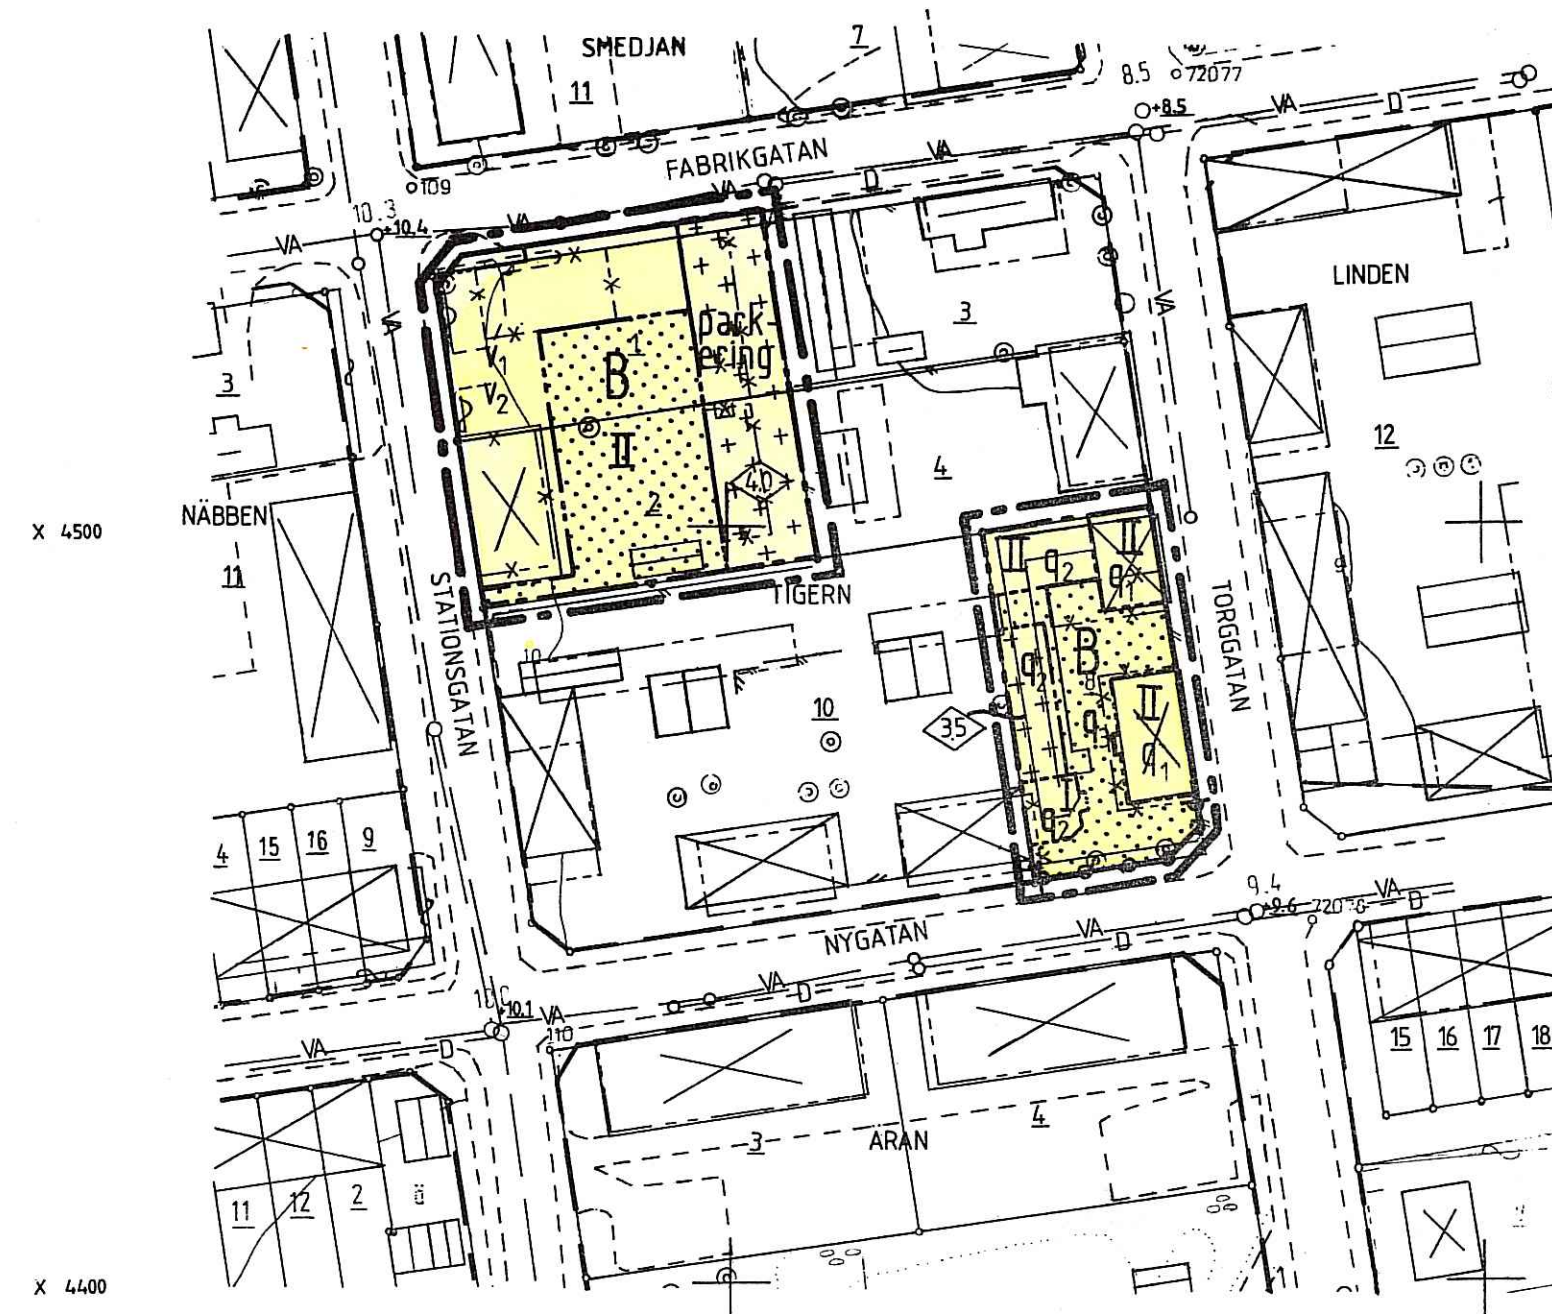 SMEDJAN
7
11
8.5
72077
+8.5
VA
D
FABRIKGATAN
VA
VA
D
109
10.3
+10.4
VA
VA
VA
VA
LINDEN
3
park-
ering
3
V1
B
1
V2
12
II
4.0
4
2
NÄBBEN
X 4500
11
STATIONSGATAN
TIGERN
TORGGATAN
II
q2
II
q1
B
q2
8
10
q3
II
q1
3.5
10
I
q2
4
15
16
9
9.4
+9.6
VA
D
NYGATAN
VA
D
VA
D
+10.1
VA
110
VA
D
15
16
17
18
3
ARAN
4
11
12
2
X 4400